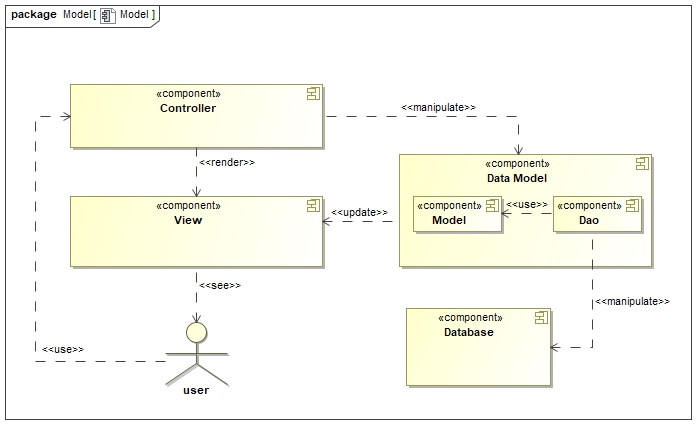 package Model[ Model ]
«component»
Controller
<<manipulate>>
<<render>>
«component»
Data Model
«component»
View
<<update>>
«component»
Model
<<use>>
«component»
Dao
<<see>>
<<manipulate>>
«component»
Database
<<use>>
user